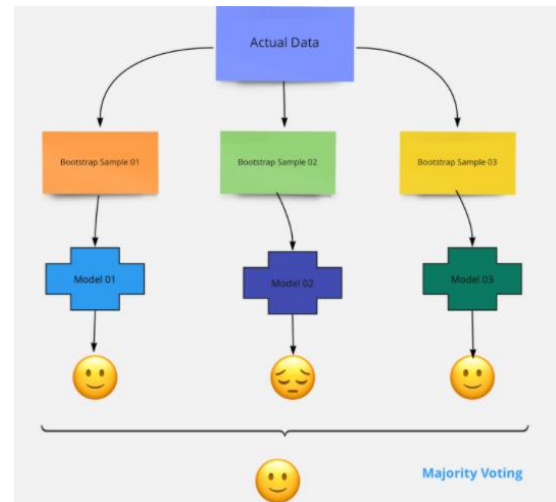 Actual Data
Bootstrap Sample 01
Bootstrap Sample 02
Bootstrap Sample 03
Model 01
Model 02
Model 03
Majority Voting